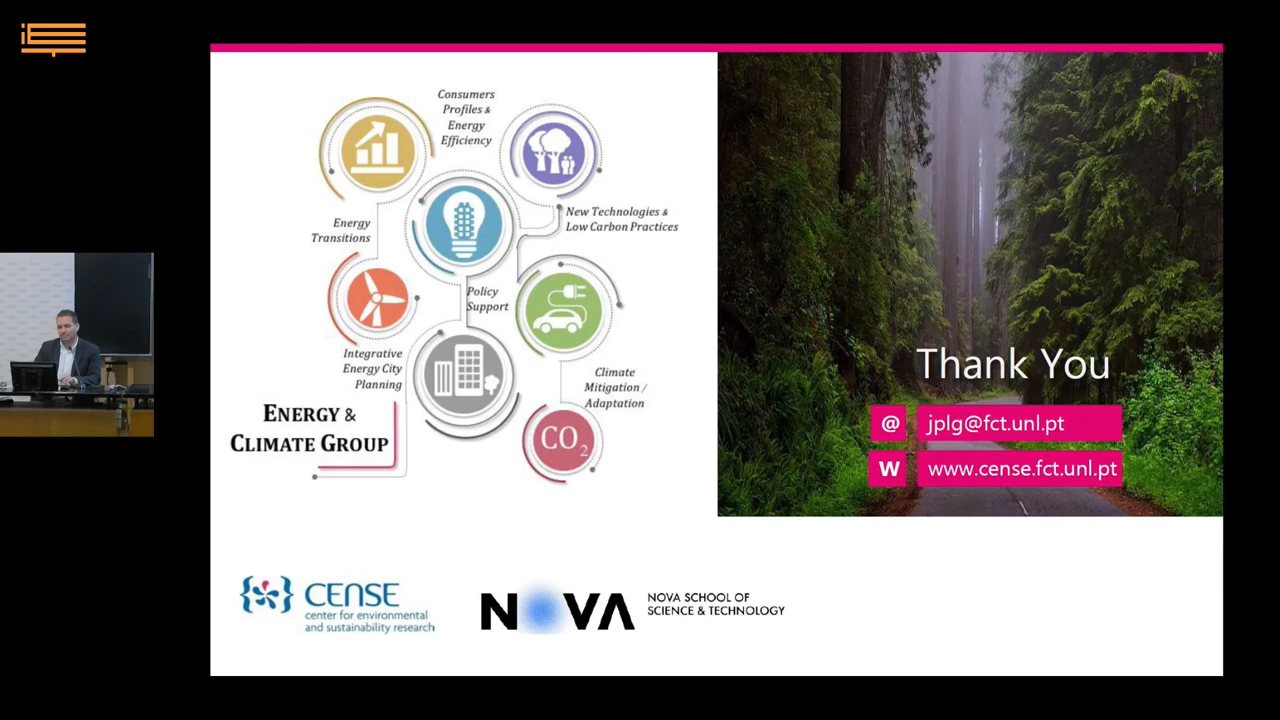 Consumers
Profiles &
Energy
Efficiency
Energy
Transitions
New Technologies &
Low Carbon Practices
Policy
Support
Integrative
Energy City
Planning
Climate
Mitigation /
Adaptation
ENERGY &
CLIMATE GROUP
CO2
Thank You
@ jplg@fct.unl.pt
W www.cense.fct.unl.pt
CENSE
center for environmental
and sustainability research
NOVA
NOVA SCHOOL OF
SCIENCE & TECHNOLOGY